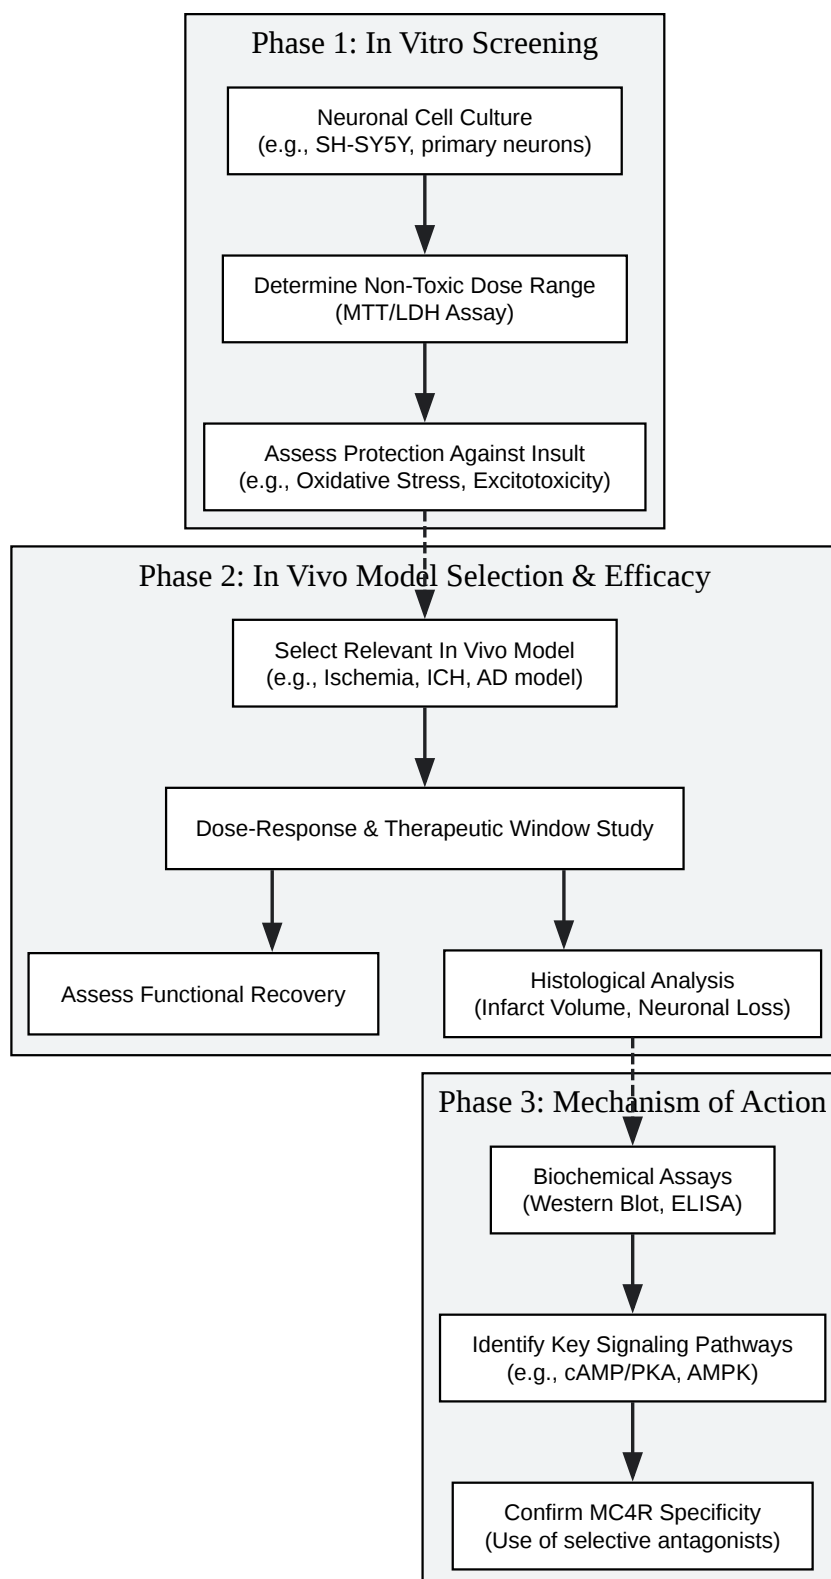 Phase 1: In Vitro Screening
Neuronal Cell Culture
(e.g., SH-SY5Y, primary neurons)
Determine Non-Toxic Dose Range
(MTT/LDH Assay)
Assess Protection Against Insult
(e.g., Oxidative Stress, Excitotoxicity)
Phase 2: In Vivo Model Selection & Efficacy
Select Relevant In Vivo Model
(e.g., Ischemia, ICH, AD model)
Dose-Response & Therapeutic Window Study
Assess Functional Recovery
Histological Analysis
(Infarct Volume, Neuronal Loss)
Phase 3: Mechanism of Action
Biochemical Assays
(Western Blot, ELISA)
Identify Key Signaling Pathways
(e.g., cAMP/PKA, AMPK)
Confirm MC4R Specificity
(Use of selective antagonists)